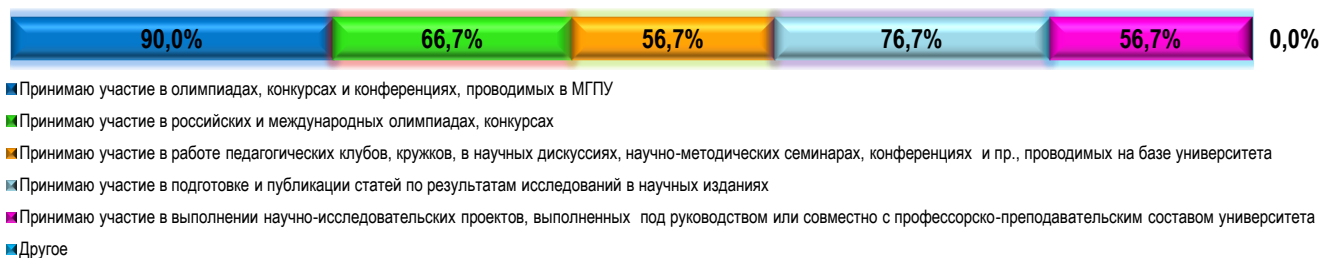 90,0% 66,7% 56,7% 76,7% 56,7% 0,0%
Принимаю участие в олимпиадах, конкурсах и конференциях, проводимых в МГПУ
Принимаю участие в российских и международных олимпиадах, конкурсах
Принимаю участие в работе педагогических клубов, кружков, в научных дискуссиях, научно-методических семинарах, конференциях и пр., проводимых на базе университета
Принимаю участие в подготовке и публикации статей по результатам исследований в научных изданиях
Принимаю участие в выполнении научно-исследовательских проектов, выполненных под руководством или совместно с профессорско-преподавательским составом университета
Другое